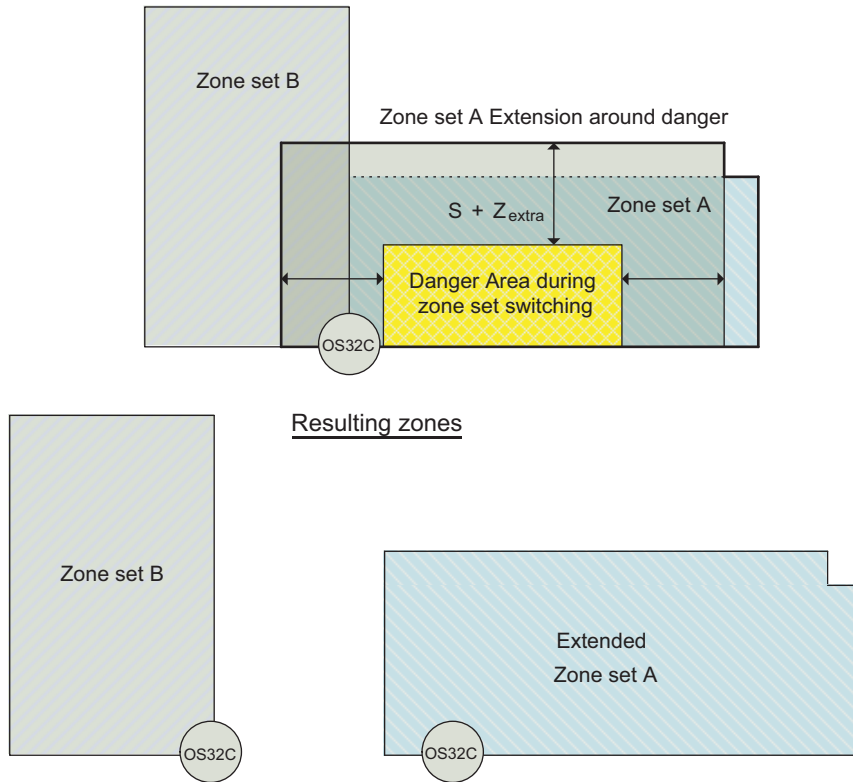 Zone set B
Zone set A Extension around danger
S + Zextra
Zone set A
Danger Area during
zone set switching
OS32C
Resulting zones
Zone set B
Extended
Zone set A
OS32C
OS32C